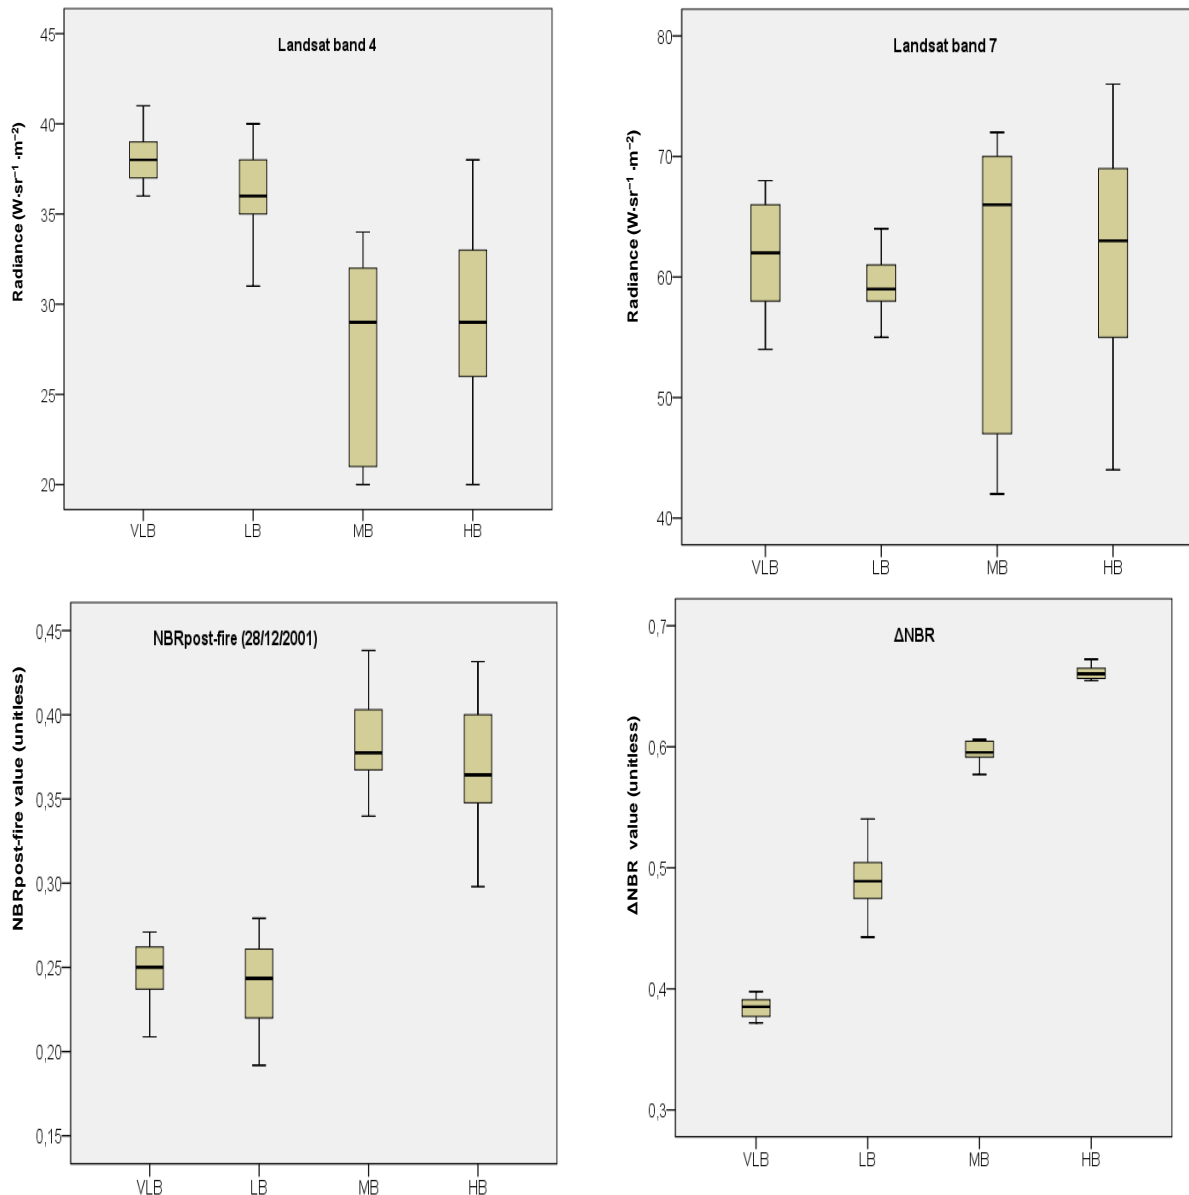 Landsat band 4
Radiance (W·sr⁻¹ ·m⁻²)
45
40
35
30
25
20
VLB LB MB HB
Landsat band 7
Radiance (W·sr⁻¹ ·m⁻²)
80
70
60
50
40
VLB LB MB HB
NBRpost-fire (28/12/2001)
NBRpost-fire value (unitless)
0,45
0,40
0,35
0,30
0,25
0,20
0,15
VLB LB MB HB
ΔNBR
ΔNBR value (unitless)
0,7
0,6
0,5
0,4
0,3
VLB LB MB HB